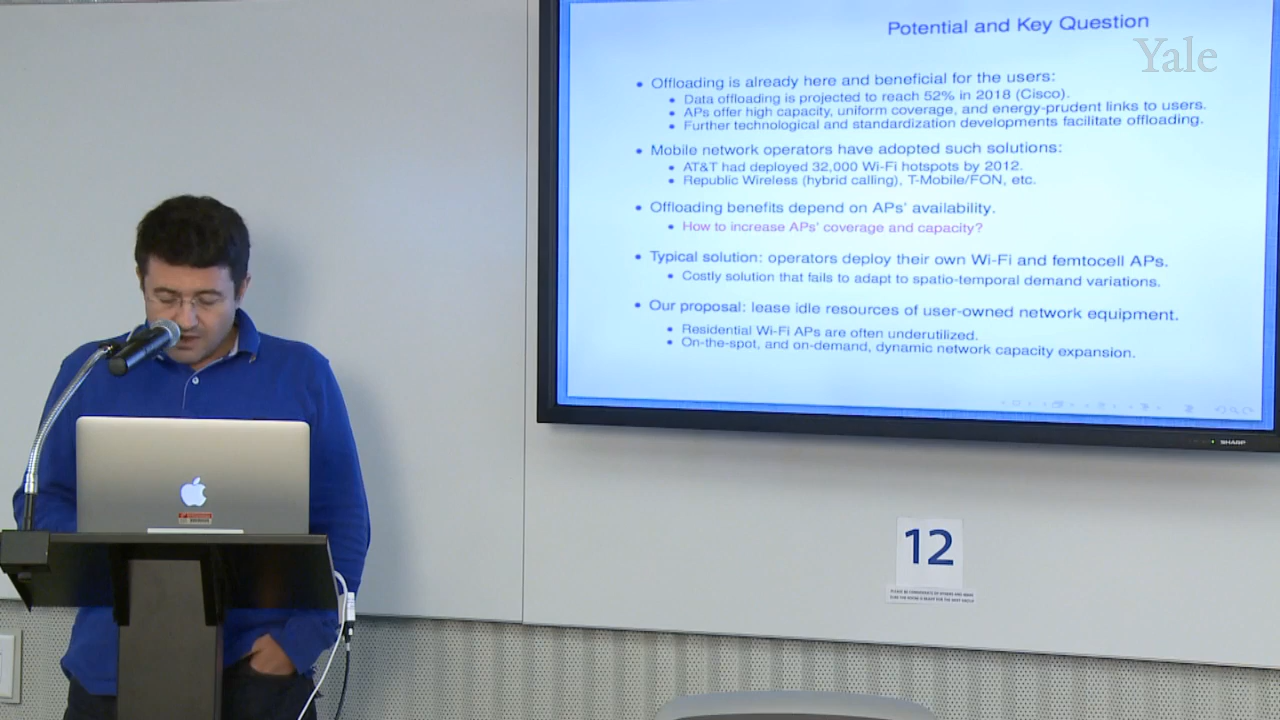 Potential and Key Question
Yale
• Offloading is already here and beneficial for the users:
• Data offloading is projected to reach 52% in 2018 (Cisco).
• APs offer high capacity, uniform coverage, and energy-prudent links to users.
• Further technological and standardization developments facilitate offloading.
• Mobile network operators have adopted such solutions:
• AT&T had deployed 32,000 Wi-Fi hotspots by 2012.
• Republic Wireless (hybrid calling), T-Mobile/FON, etc.
• Offloading benefits depend on APs' availability.
• How to increase APs' coverage and capacity?
• Typical solution: operators deploy their own Wi-Fi and femtocell APs.
• Costly solution that fails to adapt to spatio-temporal demand variations.
• Our proposal: lease idle resources of user-owned network equipment.
• Residential Wi-Fi APs are often underutilized.
• On-the-spot, and on-demand, dynamic network capacity expansion.
SHARP
12